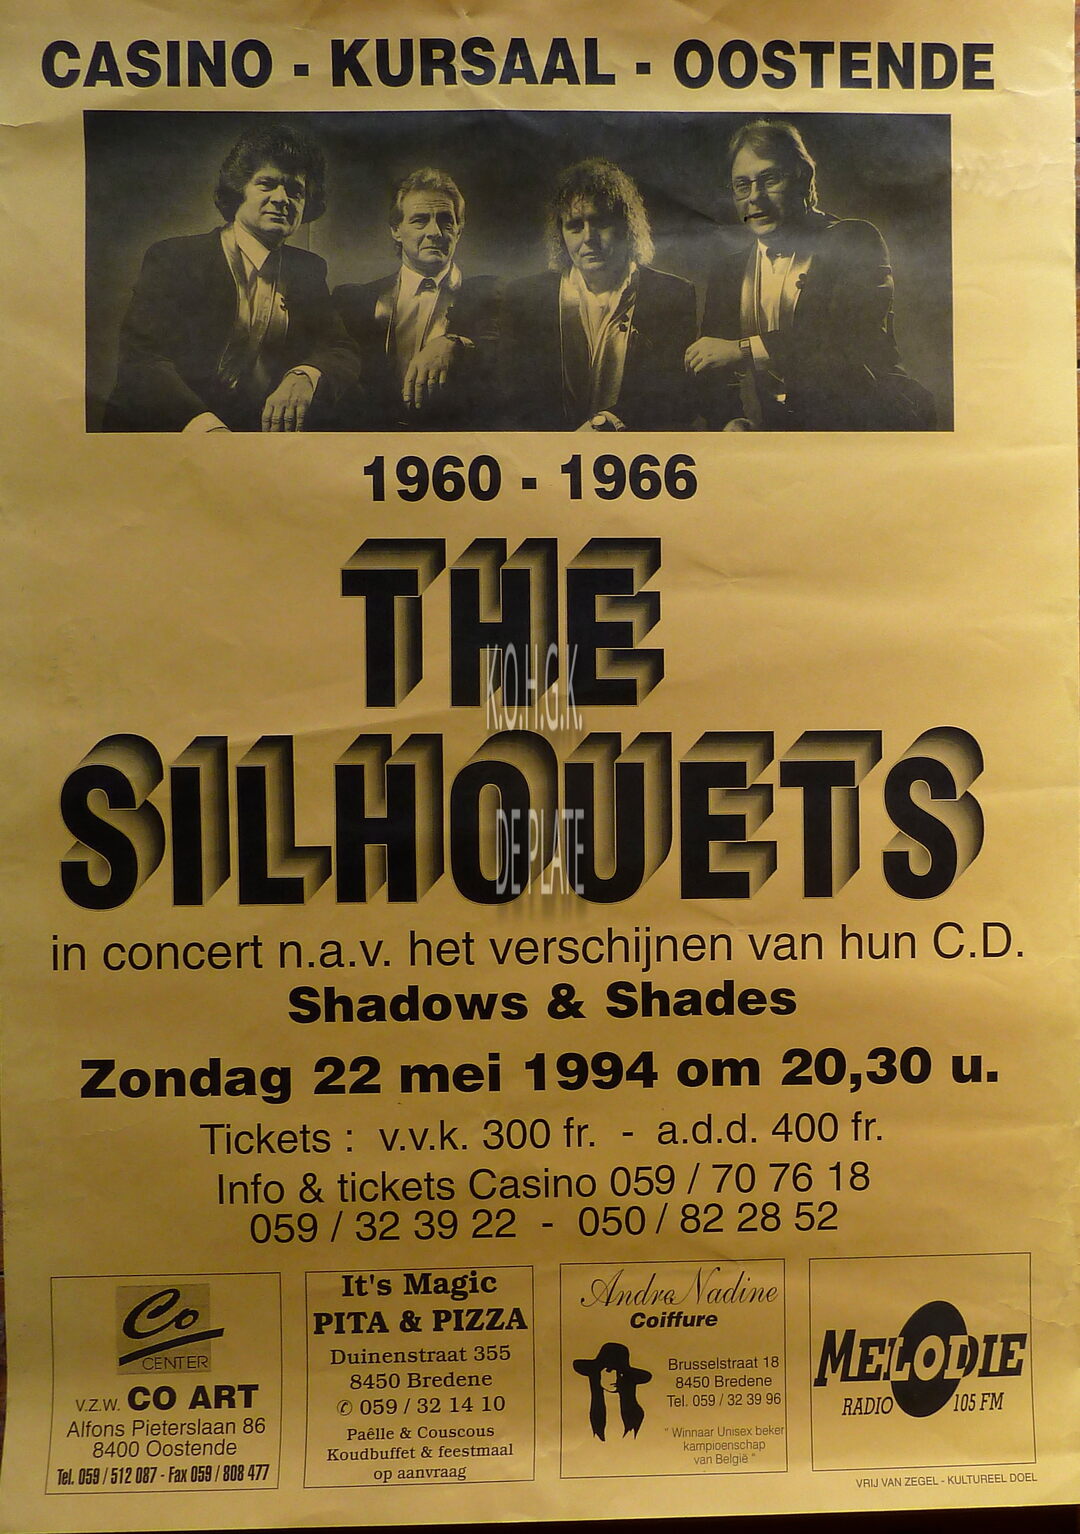 CASINO - KURSAAL - OOSTENDE
1960 - 1966
THE
K.O.H.G.K.
SILHOUETS
DE PLATE
in concert n.a.v. het verschijnen van hun C.D.
Shadows & Shades
Zondag 22 mei 1994 om 20,30 u.
Tickets : v.v.k. 300 fr. - a.d.d. 400 fr.
Info & tickets Casino 059 / 70 76 18
059 / 32 39 22 - 050 / 82 28 52
Co
CENTER
V.Z.W. CO ART
Alfons Pieterslaan 86
8400 Oostende
Tel. 059 / 512 087 - Fax 059 / 808 477
It's Magic
PITA & PIZZA
Duinenstraat 355
8450 Bredene
✆ 059 / 32 14 10
Paêlle & Couscous
Koudbuffet & feestmaal
op aanvraag
Andre Nadine
Coiffure
Brusselstraat 18
8450 Bredene
Tel. 059 / 32 39 96
" Winnaar Unisex beker
kampioenschap
van België "
MELODIE
RADIO 105 FM
VRIJ VAN ZEGEL - KULTUREEL DOEL